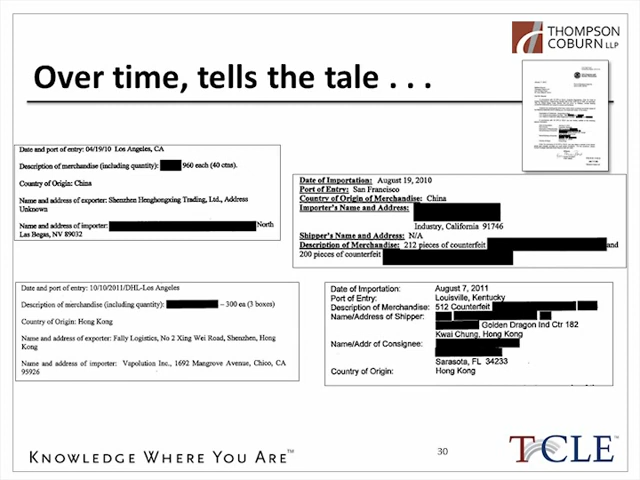 THOMPSON
COBURN LLP
Over time, tells the tale . . .
Date and port of entry: 04/19/10 Los Angeles, CA
Description of merchandise (including quantity): 960 each (40 ctns).
Country of Origin: China
Name and address of exporter: Shenzhen Henghongxing Trading, Ltd., Address
Unknown
Name and address of importer: North
Las Begas, NV 89032
Date of Importation: August 19, 2010
Port of Entry: San Francisco
Country of Origin of Merchandise: China
Importer's Name and Address:
Industry, California 91746
Shipper's Name and Address: N/A
Description of Merchandise: 212 pieces of counterfeit and
200 pieces of counterfeit
Date and port of entry: 10/10/2011/DHL-Los Angeles
Description of merchandise (including quantity): – 300 ea (3 boxes)
Country of Origin: Hong Kong
Name and address of exporter: Fally Logistics, No 2 Xing Wei Road, Shenzhen, Hong
Kong
Name and address of importer: Vapolution Inc., 1692 Mangrove Avenue, Chico, CA
95926
Date of Importation: August 7, 2011
Port of Entry: Louisville, Kentucky
Description of Merchandise: 512 Counterfeit
Name/Address of Shipper:
Golden Dragon Ind Ctr 182
Kwai Chung, Hong Kong
Name/Addr of Consignee:
Sarasota, FL 34233
Country of Origin: Hong Kong
KNOWLEDGE WHERE YOU ARE™
30
TCLE™